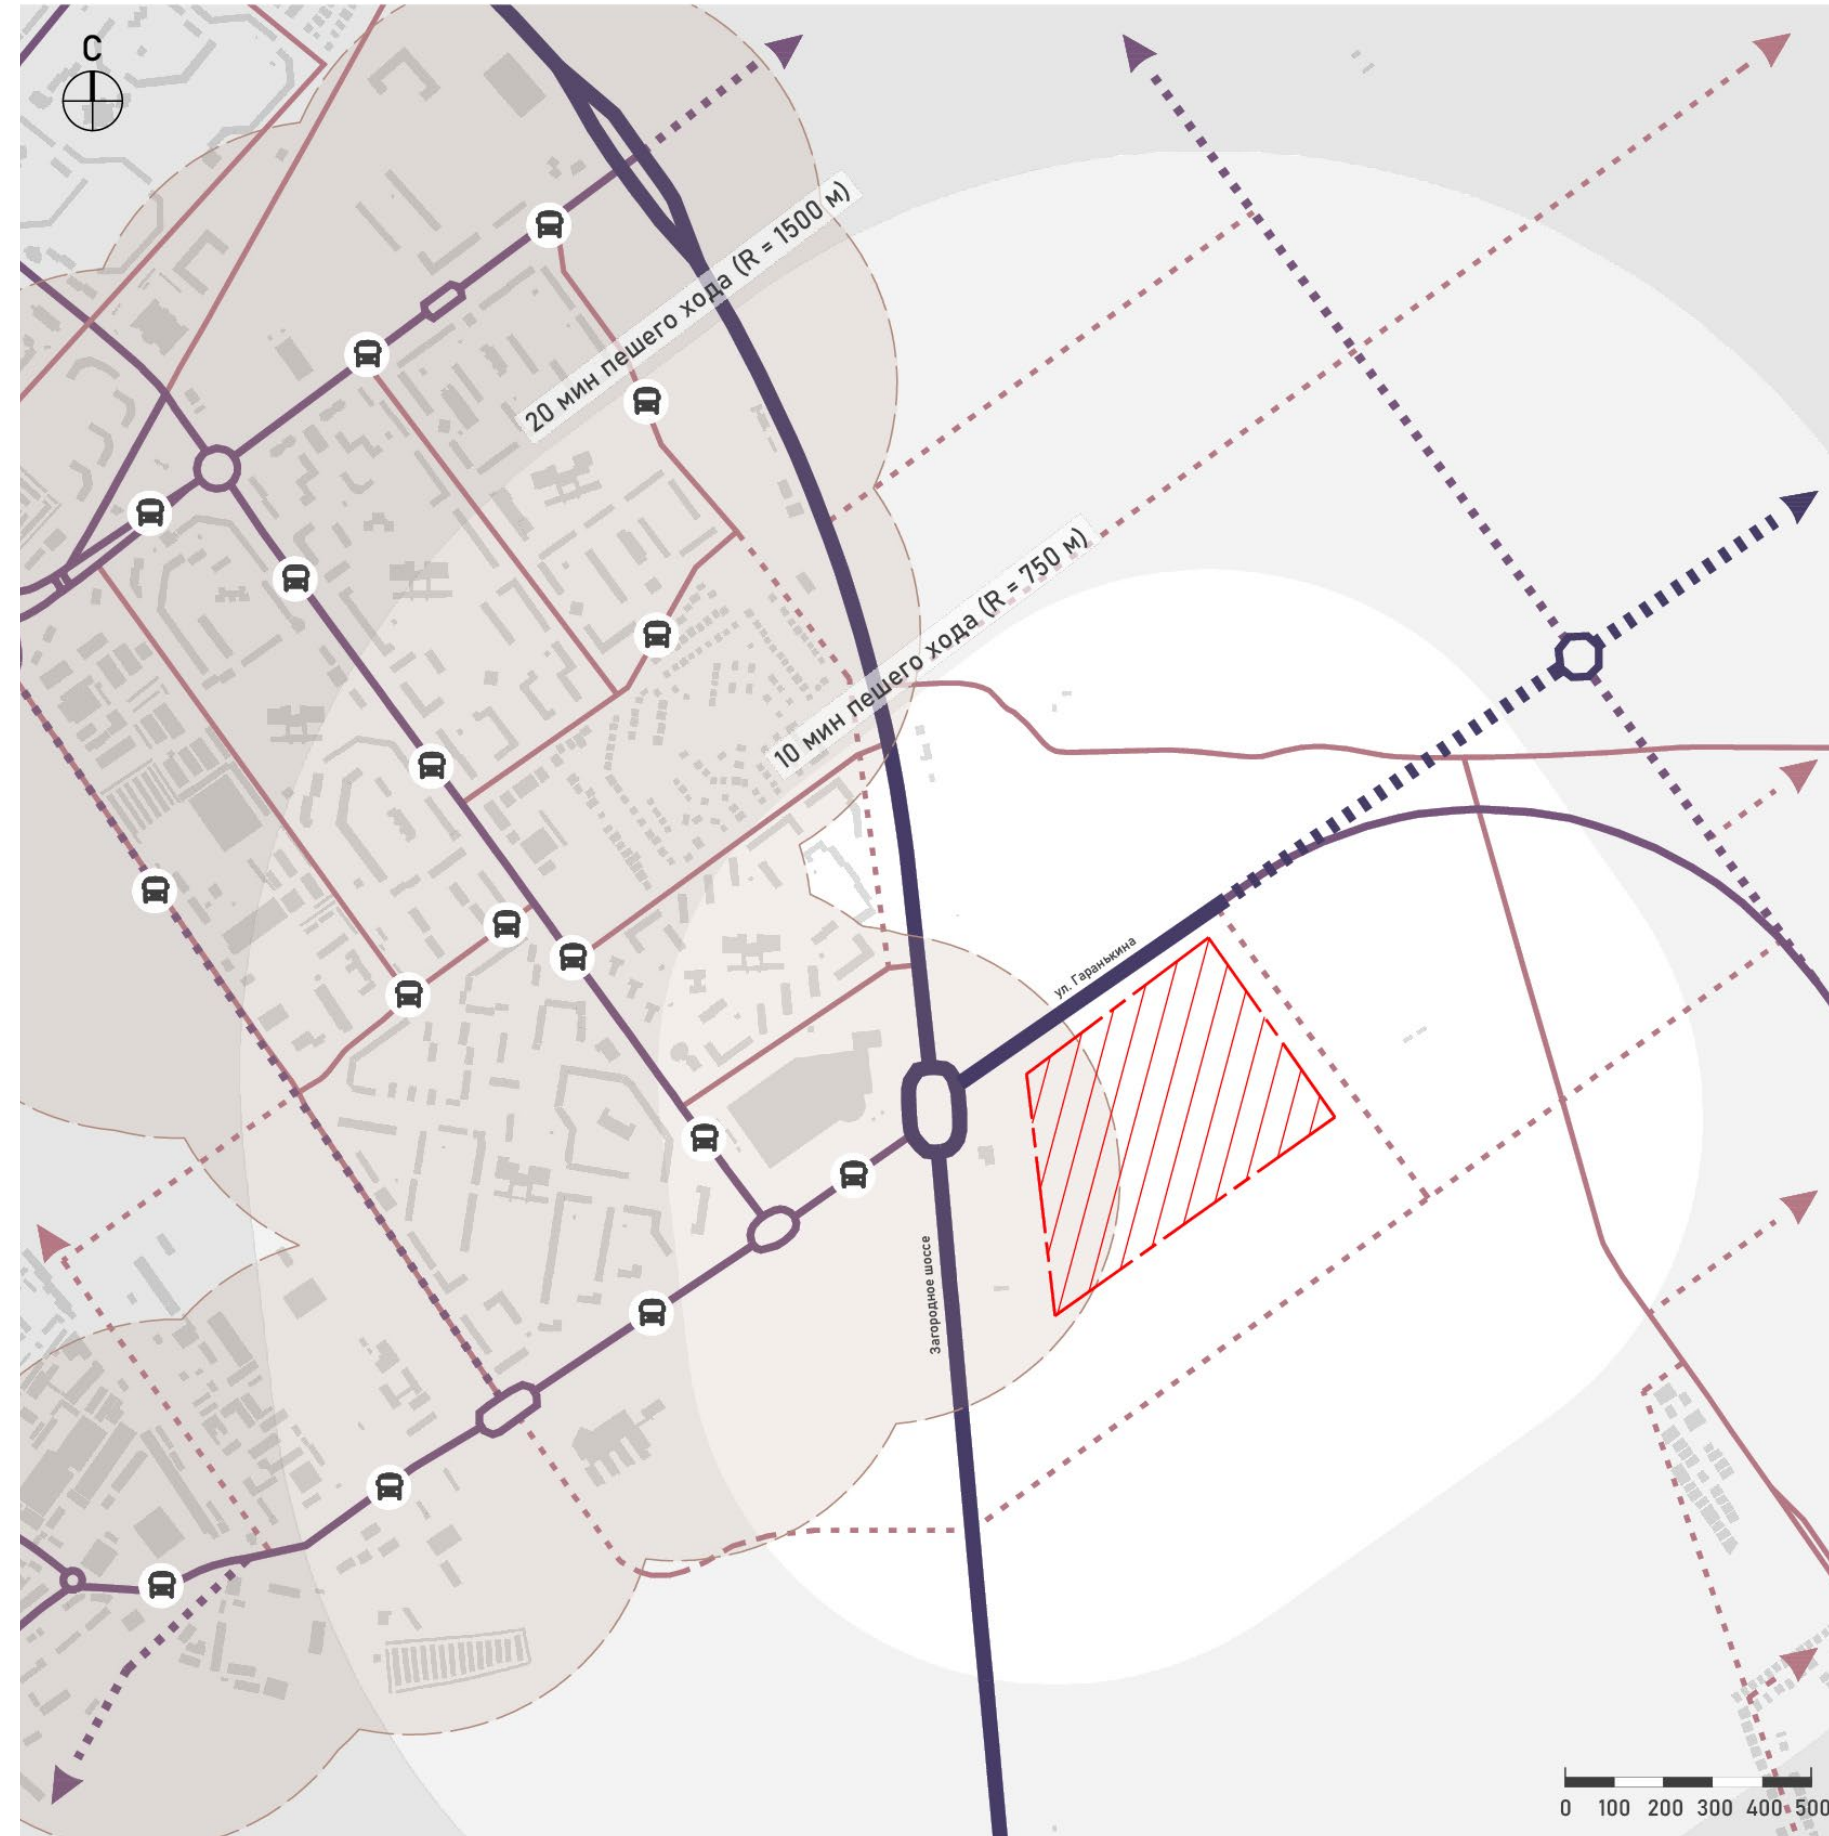 С
20 мин пешего хода (R = 1500 м)
10 мин пешего хода (R = 750 м)
ул. Гаранькина
Загородное шоссе
0 100 200 300 400 500